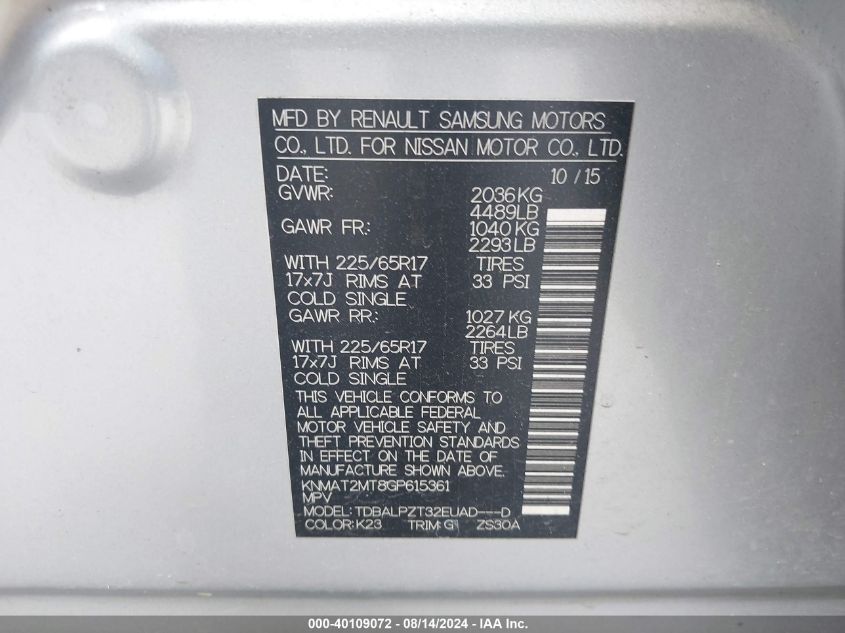 MFD BY RENAULT SAMSUNG MOTORS
CO., LTD. FOR NISSAN MOTOR CO., LTD.
DATE: 10 / 15
GVWR: 2036KG
4489LB
GAWR FR: 1040 KG
2293LB
WITH 225/65R17 TIRES
17x7J RIMS AT 33 PSI
COLD SINGLE
GAWR RR: 1027 KG
2264LB
WITH 225/65R17 TIRES
17x7J RIMS AT 33 PSI
COLD SINGLE
THIS VEHICLE CONFORMS TO
ALL APPLICABLE FEDERAL
MOTOR VEHICLE SAFETY AND
THEFT PREVENTION STANDARDS
IN EFFECT ON THE DATE OF
MANUFACT SHOWN ABOVE.
KNMAT2MT8GP615361
MPV
MODEL: TDBALPZT32EUAD---D
COLOR:K23 TRIM: G ZS30A
000-40109072 - 08/14/2024 - IAA Inc.